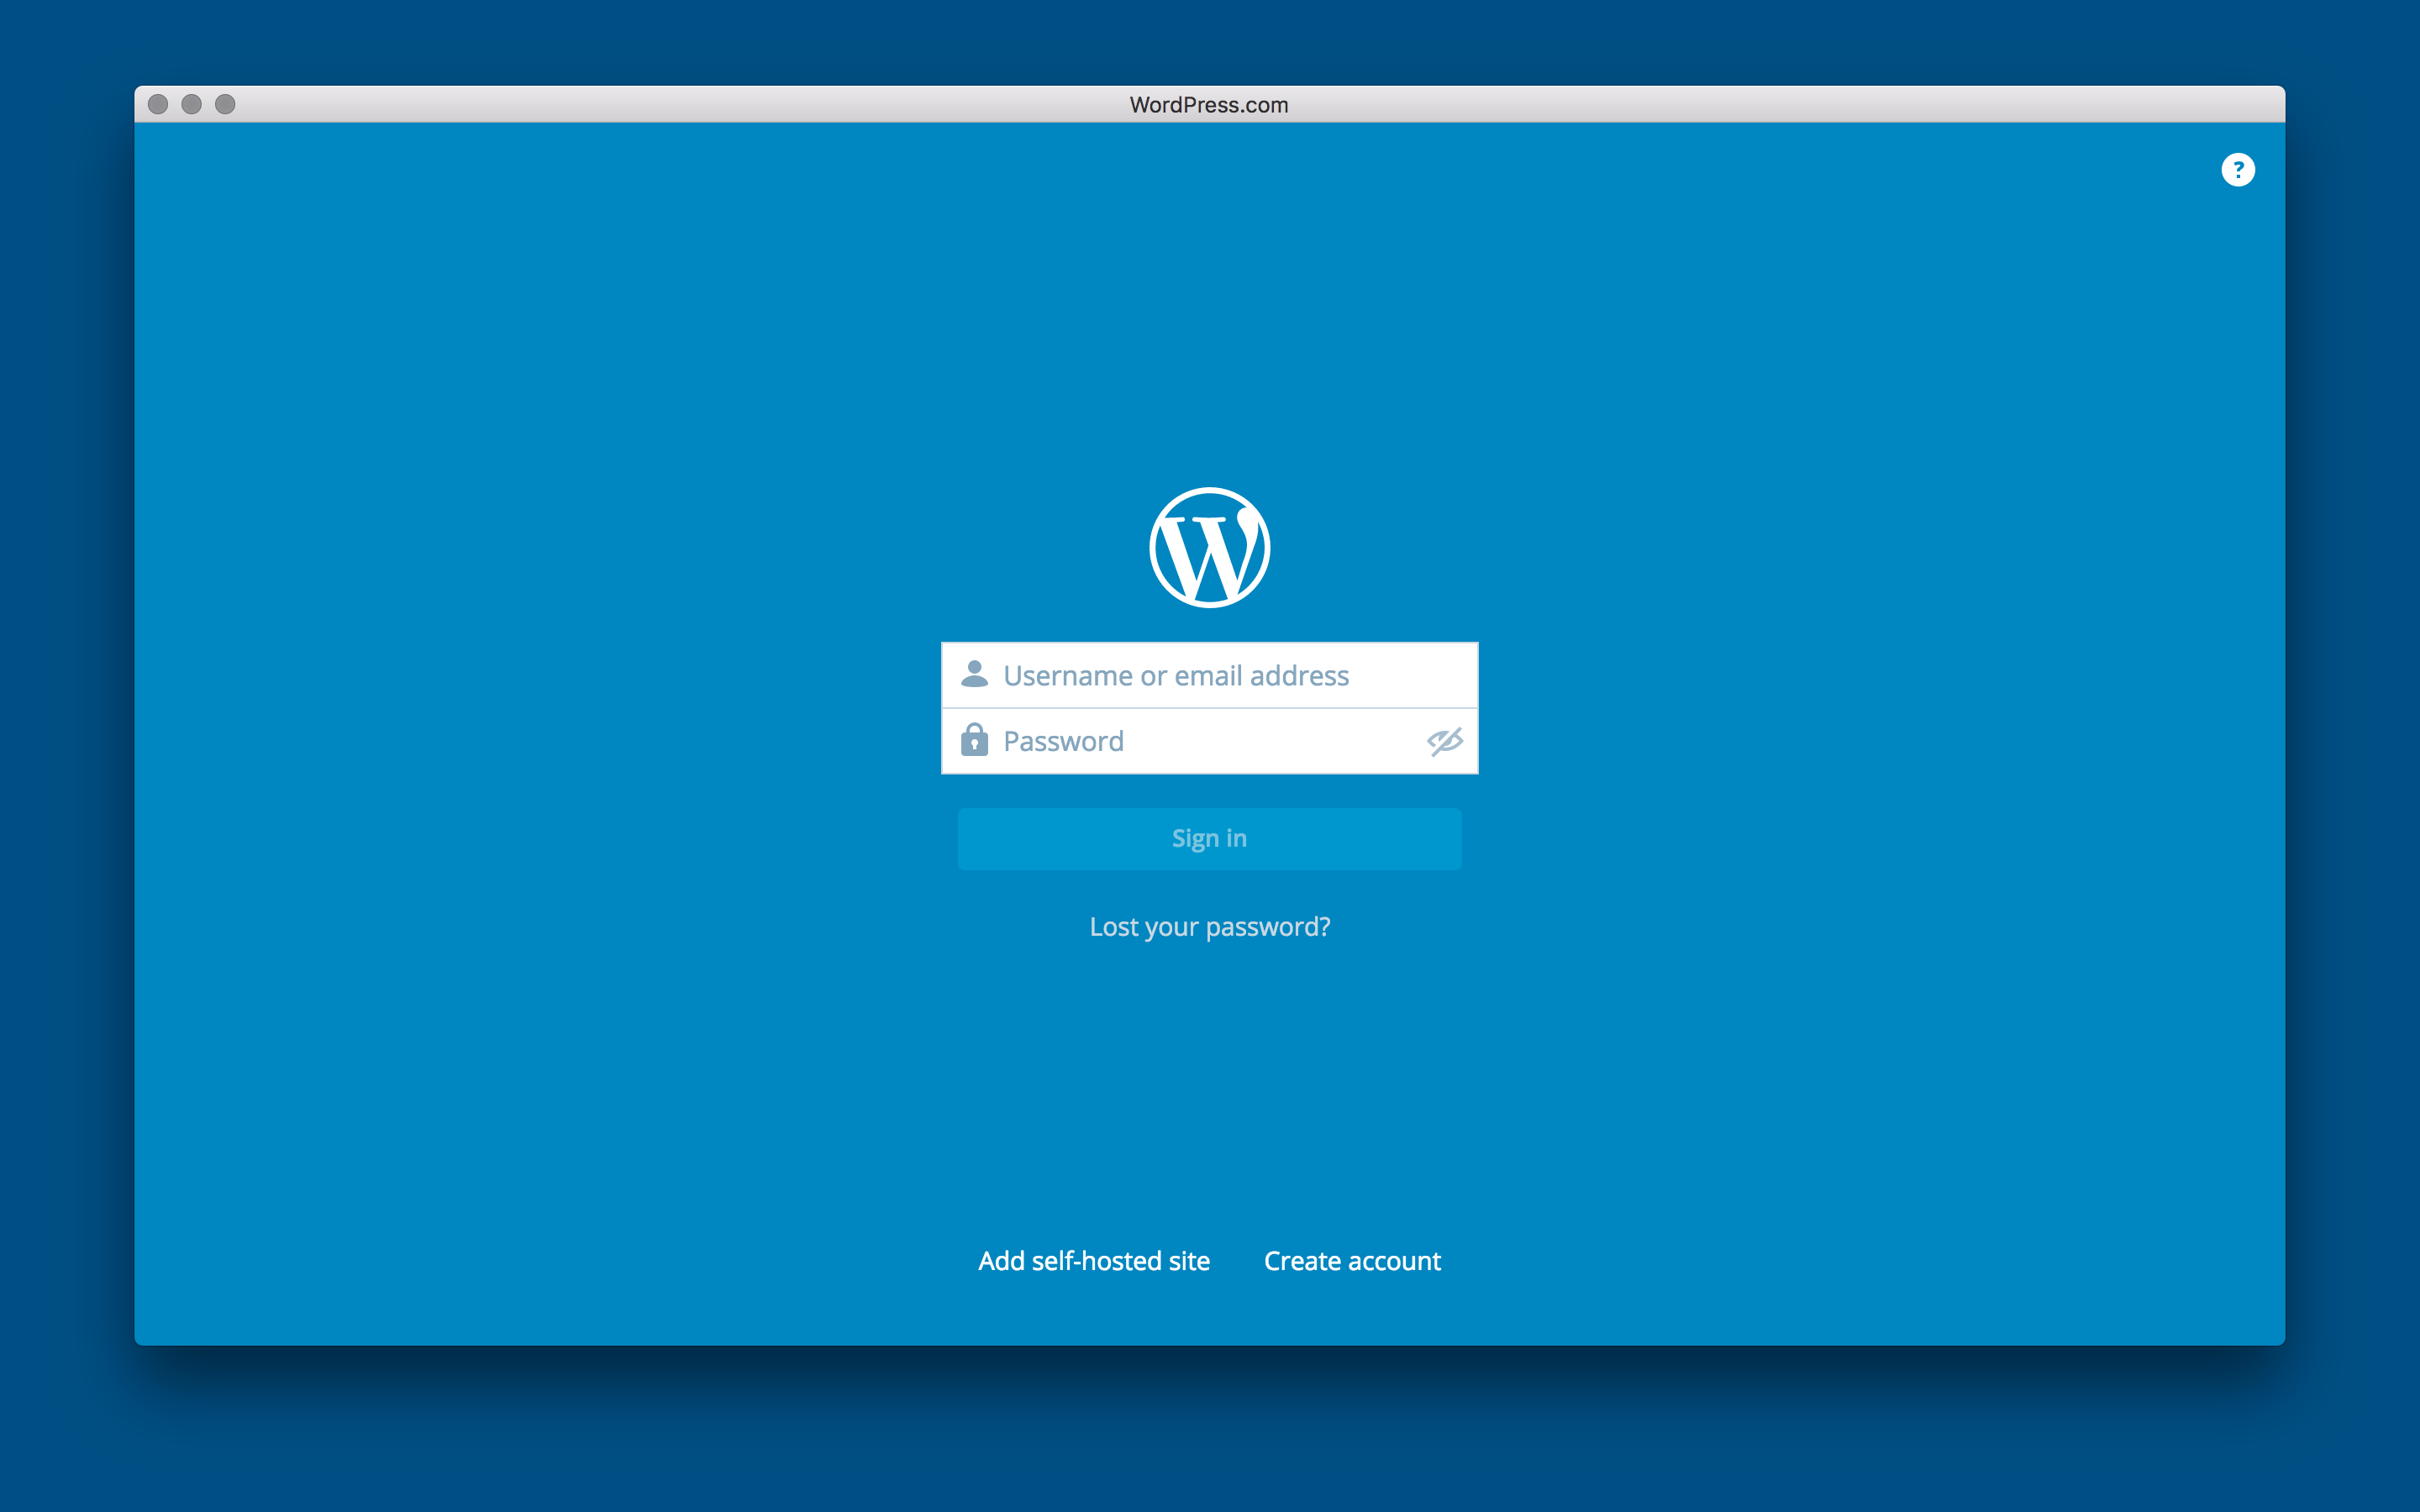 WordPress.com
?
W
Username or email address
Password
Sign in
Lost your password?
Add self-hosted site Create account